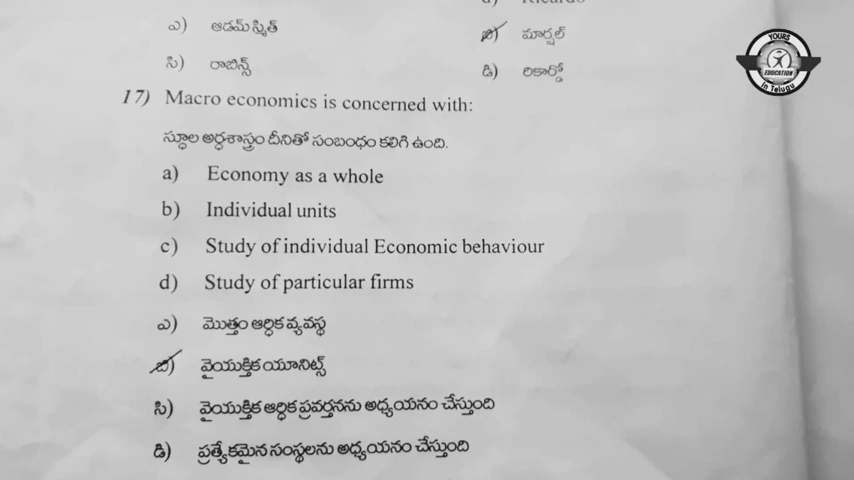 d) Ricardo
ఎ) ఆడమ్ స్మిత్
బి) మార్షల్
సి) రాబిన్స్
డి) రికార్డో
17) Macro economics is concerned with:
స్థూల అర్ధశాస్త్రం దీనితో సంబంధం కలిగి ఉంది.
a) Economy as a whole
b) Individual units
c) Study of individual Economic behaviour
d) Study of particular firms
ఎ) మొత్తం ఆర్ధిక వ్యవస్థ
బి) వైయుక్తిక యూనిట్స్
సి) వైయుక్తిక ఆర్ధిక ప్రవర్తనను అధ్యయనం చేస్తుంది
డి) ప్రత్యేకమైన సంస్థలను అధ్యయనం చేస్తుంది
YOURS
EDUCATION
in Telugu